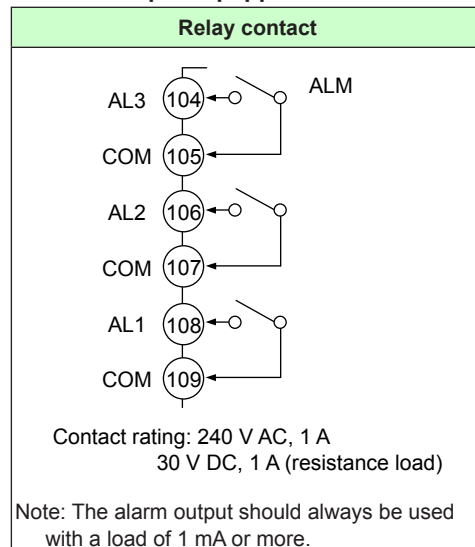 Relay contact
AL3 104 ALM
COM 105
AL2 106
COM 107
AL1 108
COM 109
Contact rating: 240 V AC, 1 A
30 V DC, 1 A (resistance load)
Note: The alarm output should always be used
with a load of 1 mA or more.